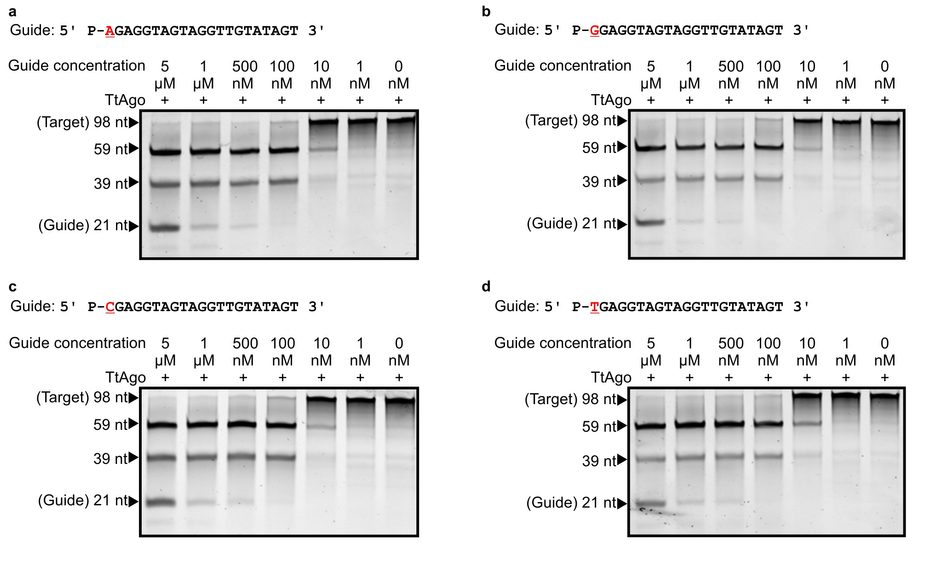 a
Guide: 5' P-AGAGGTAGTAGGTTGTATAGT 3'
Guide concentration 5 1 500 100 10 1 0
µM µM nM nM nM nM nM
TtAgo + + + + + + +
(Target) 98 nt
59 nt
39 nt
(Guide) 21 nt
b
Guide: 5' P-GGAGGTAGTAGGTTGTATAGT 3'
Guide concentration 5 1 500 100 10 1 0
µM µM nM nM nM nM nM
TtAgo + + + + + + +
(Target) 98 nt
59 nt
39 nt
(Guide) 21 nt
c
Guide: 5' P-CGAGGTAGTAGGTTGTATAGT 3'
Guide concentration 5 1 500 100 10 1 0
µM µM nM nM nM nM nM
TtAgo + + + + + + +
(Target) 98 nt
59 nt
39 nt
(Guide) 21 nt
d
Guide: 5' P-TGAGGTAGTAGGTTGTATAGT 3'
Guide concentration 5 1 500 100 10 1 0
µM µM nM nM nM nM nM
TtAgo + + + + + + +
(Target) 98 nt
59 nt
39 nt
(Guide) 21 nt